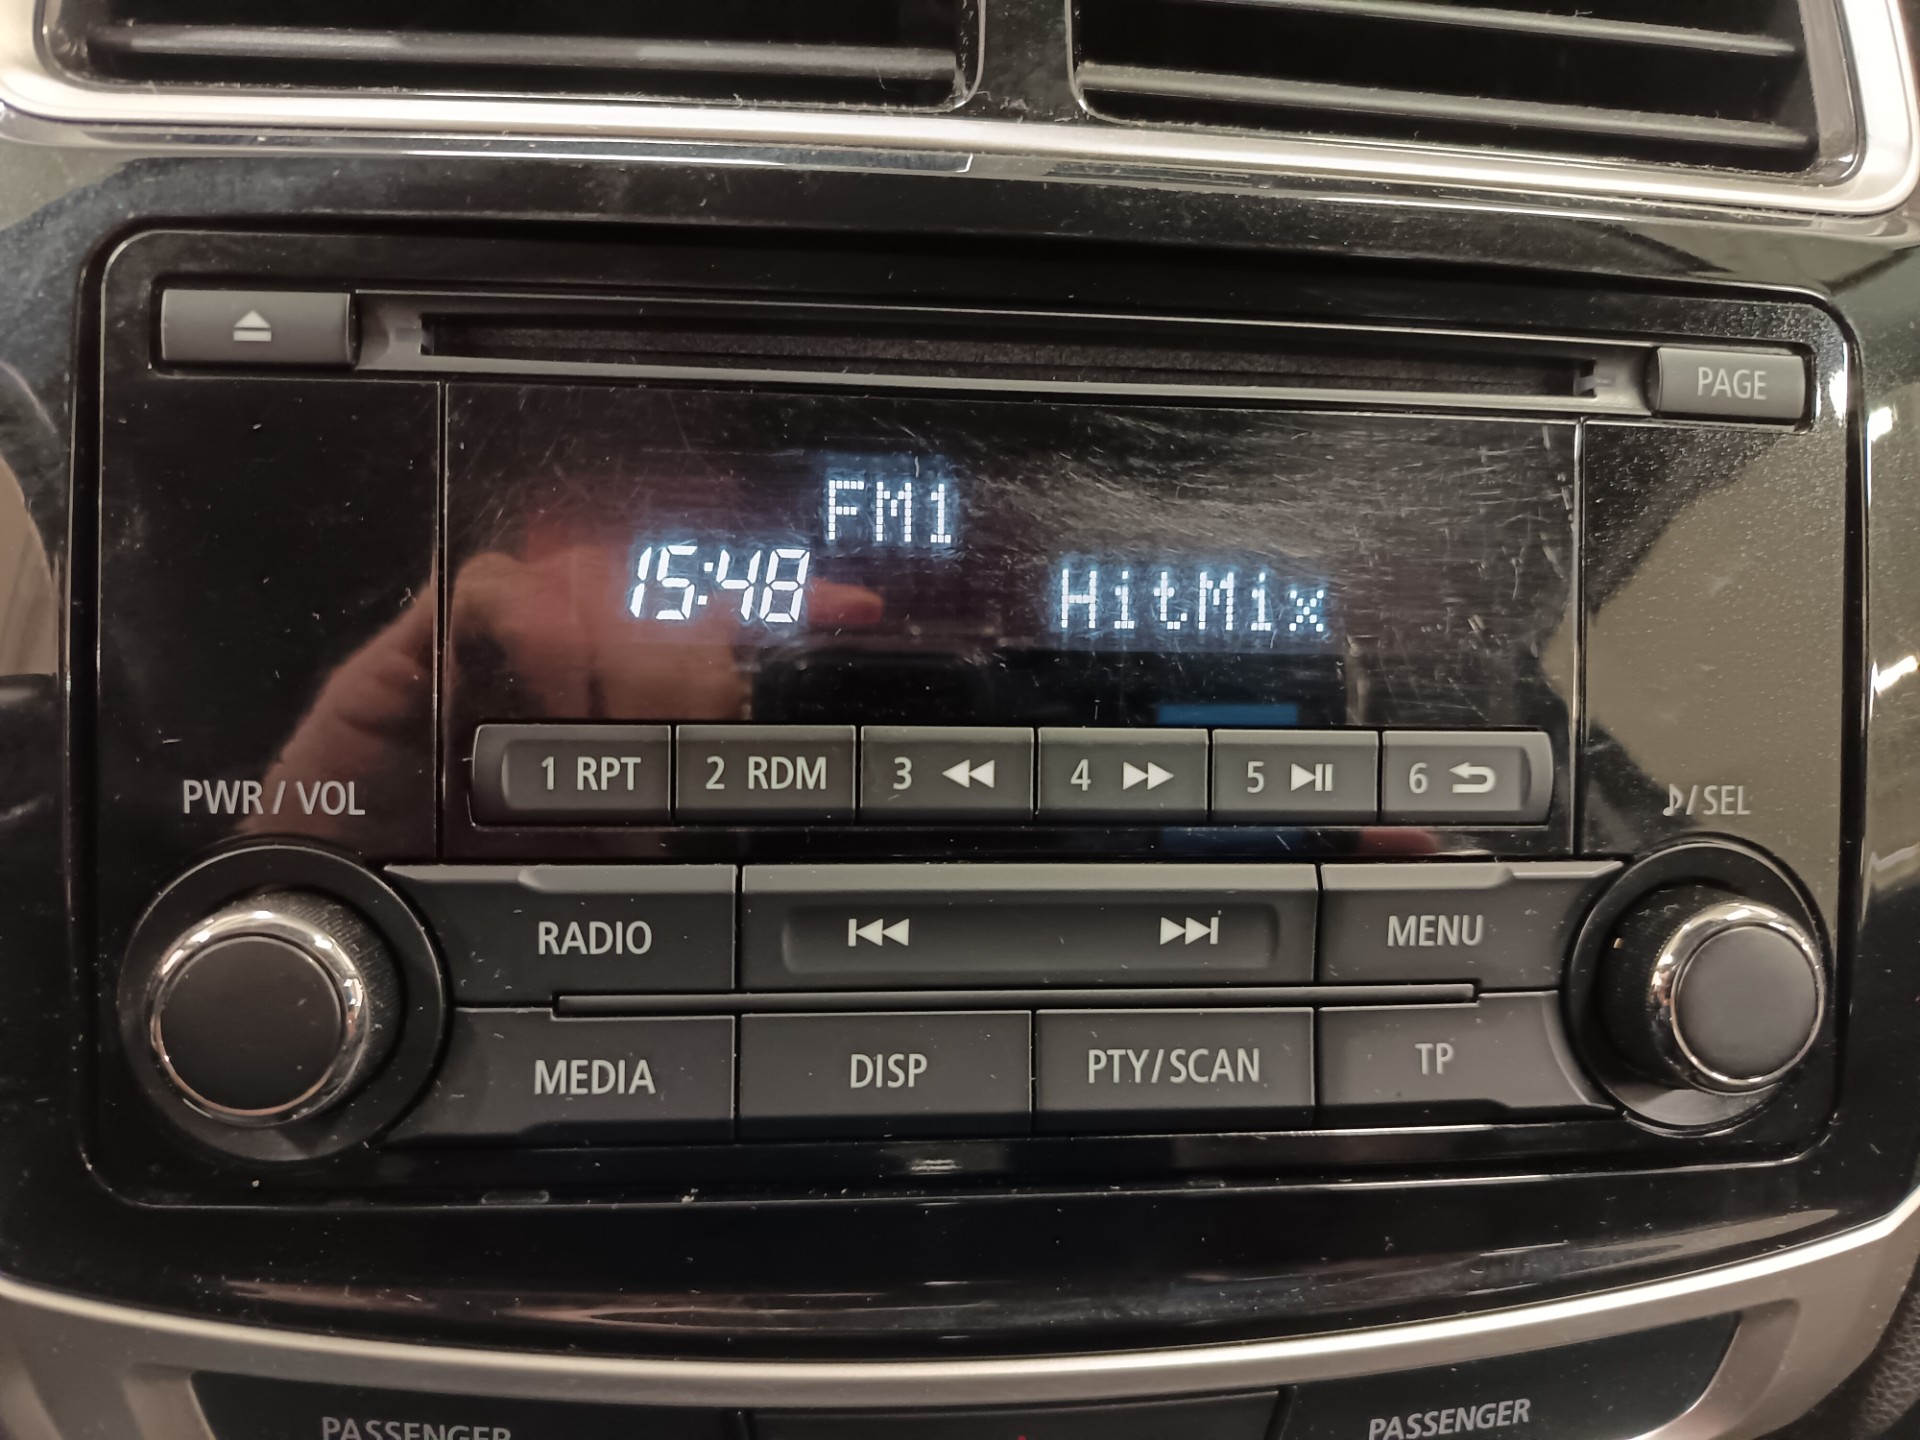 PAGE
FM1
15:48 HitMix
PWR / VOL
1 RPT 2 RDM 3 4 5 6
/SEL
RADIO
MENU
MEDIA DISP PTY/SCAN TP
PASSENGER PASSENGER